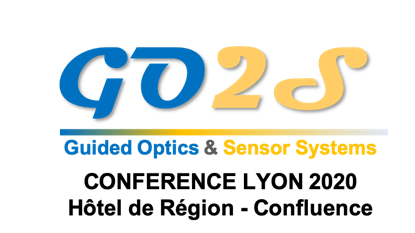 GO2S
Guided Optics & Sensor Systems
CONFERENCE LYON 2020
Hôtel de Région - Confluence